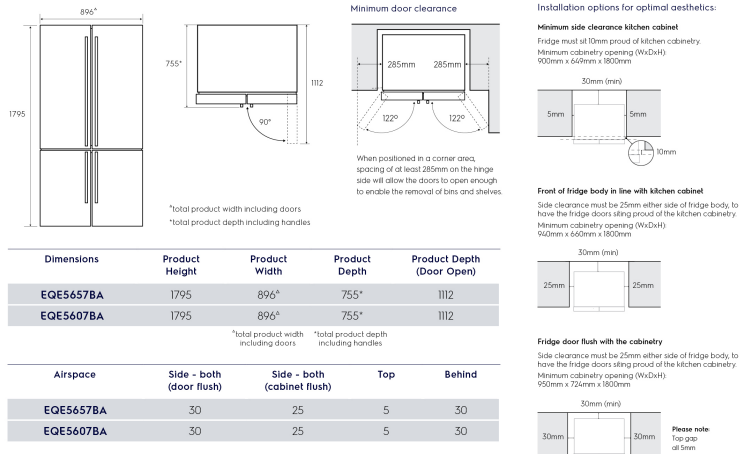 896△
1795
755*
1112
90°
△total product width including doors
*total product depth including handles
Minimum door clearance
285mm 285mm
122º 122º
When positioned in a corner area,
spacing of at least 285mm on the hinge
side will allow the doors to open enough
to enable the removal of bins and shelves.
Dimensions Product Height Product Width Product Depth Product Depth (Door Open)
EQE5657BA 1795 896△ 755* 1112
EQE5607BA 1795 896△ 755* 1112
△total product width including doors *total product depth including handles
Airspace Side - both (door flush) Side - both (cabinet flush) Top Behind
EQE5657BA 30 25 5 30
EQE5607BA 30 25 5 30
Installation options for optimal aesthetics:
Minimum side clearance kitchen cabinet
Fridge must sit 10mm proud of kitchen cabinetry.
Minimum cabinetry opening (WxDxH):
900mm x 649mm x 1800mm
30mm (min)
5mm 5mm
10mm
Front of fridge body in line with kitchen cabinet
Side clearance must be 25mm either side of fridge body, to
have the fridge doors siting proud of the kitchen cabinetry.
Minimum cabinetry opening (WxDxH):
940mm x 660mm x 1800mm
30mm (min)
25mm 25mm
Fridge door flush with the cabinetry
Side clearance must be 25mm either side of fridge body, to
have the fridge doors siting proud of the kitchen cabinetry.
Minimum cabinetry opening (WxDxH):
950mm x 724mm x 1800mm
30mm (min)
30mm 30mm
Please note:
Top gap
all 5mm